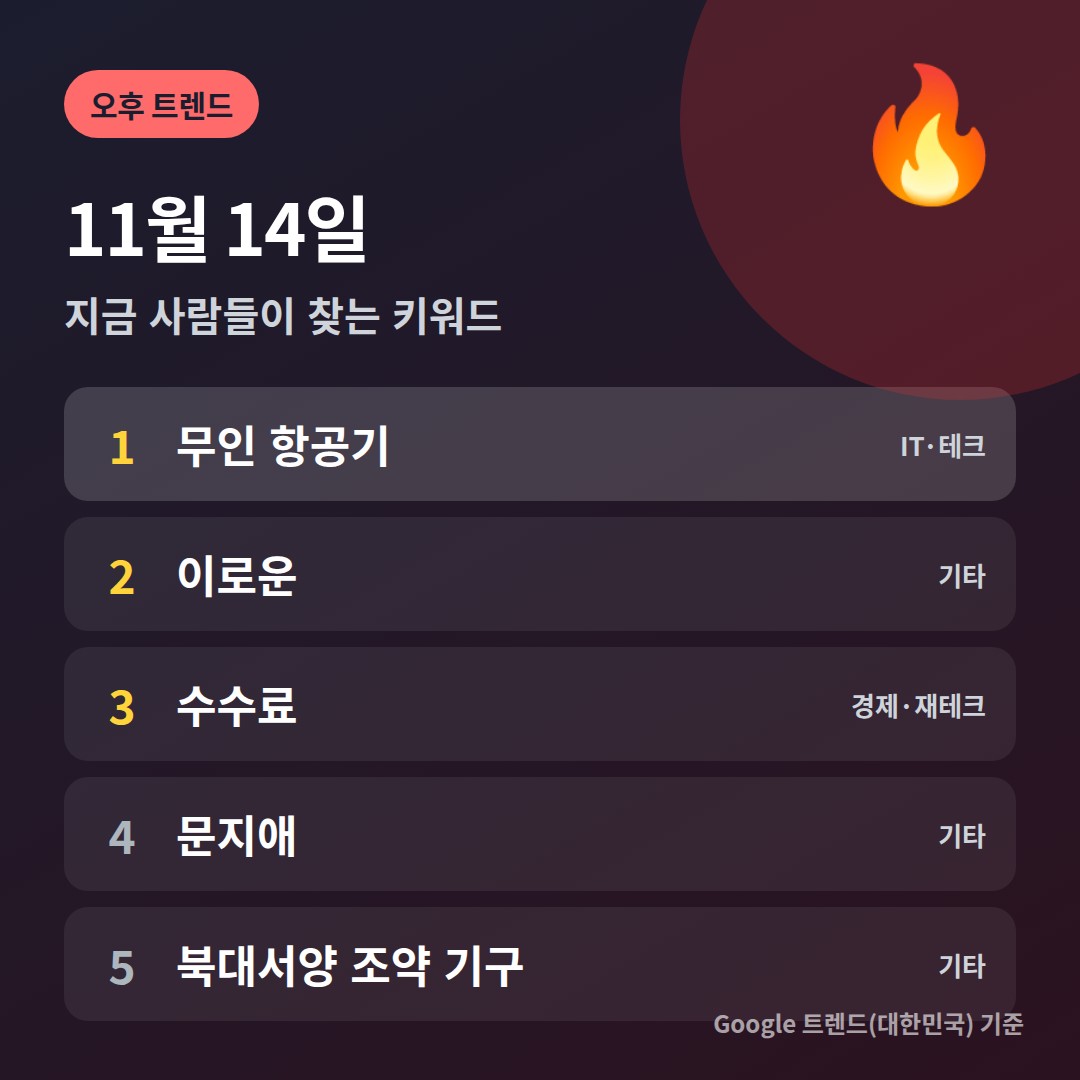 오후 트렌드
11월 14일
지금 사람들이 찾는 키워드
1 무인 항공기 IT·테크
2 이로운 기타
3 수수료 경제·재테크
4 문지애 기타
5 북대서양 조약 기구 기타
Google 트렌드(대한민국) 기준